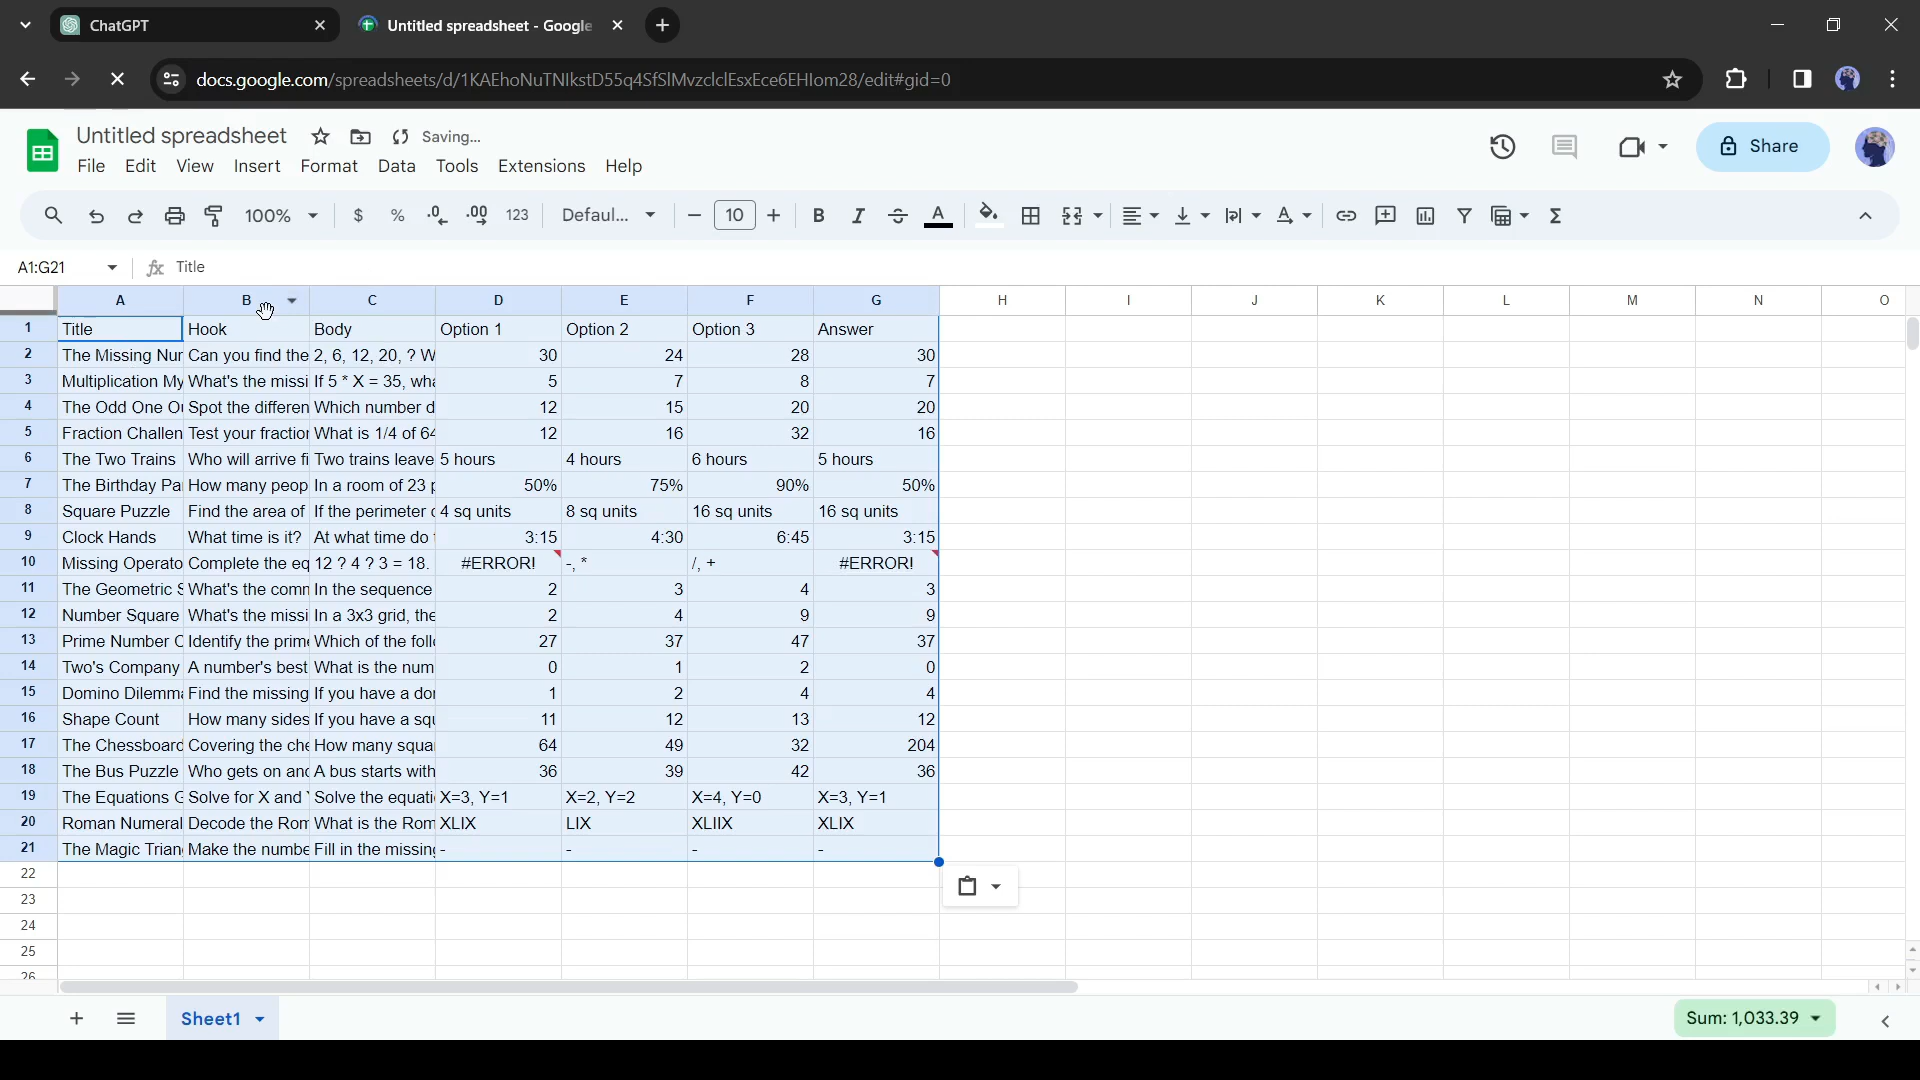 ChatGPT
Untitled spreadsheet - Google
docs.google.com/spreadsheets/d/1KAEhoNuTNIkstD55q4SfSlMvzclclEsxEce6EHlom28/edit#gid=0
Untitled spreadsheet Saving...
File Edit View Insert Format Data Tools Extensions Help
Share
100% $ % .0 .00 123 Defaul... 10 B I S A
A1:G21 fx Title
A B C D E F G H I J K L M N O
1 Title Hook Body Option 1 Option 2 Option 3 Answer
2 The Missing Nur Can you find the 2, 6, 12, 20, ? W 30 24 28 30
3 Multiplication My What's the missi If 5 * X = 35, wha 5 7 8 7
4 The Odd One O Spot the differen Which number d 12 15 20 20
5 Fraction Challen Test your fraction What is 1/4 of 64 12 16 32 16
6 The Two Trains Who will arrive fi Two trains leave 5 hours 4 hours 6 hours 5 hours
7 The Birthday Pa How many peop In a room of 23 p 50% 75% 90% 50%
8 Square Puzzle Find the area of If the perimeter o 4 sq units 8 sq units 16 sq units 16 sq units
9 Clock Hands What time is it? At what time do 3:15 4:30 6:45 3:15
10 Missing Operato Complete the eq 12 ? 4 ? 3 = 18. #ERROR! -, * /, + #ERROR!
11 The Geometric S What's the comn In the sequence 2 3 4 3
12 Number Square What's the missi In a 3x3 grid, the 2 4 9 9
13 Prime Number C Identify the prime Which of the follo 27 37 47 37
14 Two's Company A number's best What is the num 0 1 2 0
15 Domino Dilemma Find the missing If you have a dor 1 2 4 4
16 Shape Count How many sides If you have a squ 11 12 13 12
17 The Chessboard Covering the che How many squar 64 49 32 204
18 The Bus Puzzle Who gets on and A bus starts with 36 39 42 36
19 The Equations G Solve for X and Solve the equati X=3, Y=1 X=2, Y=2 X=4, Y=0 X=3, Y=1
20 Roman Numeral Decode the Rom What is the Rom XLIX LIX XLIIX XLIX
21 The Magic Trian Make the numbe Fill in the missing - - - -
22
23
24
25
26
Sheet1 Sum: 1,033.39